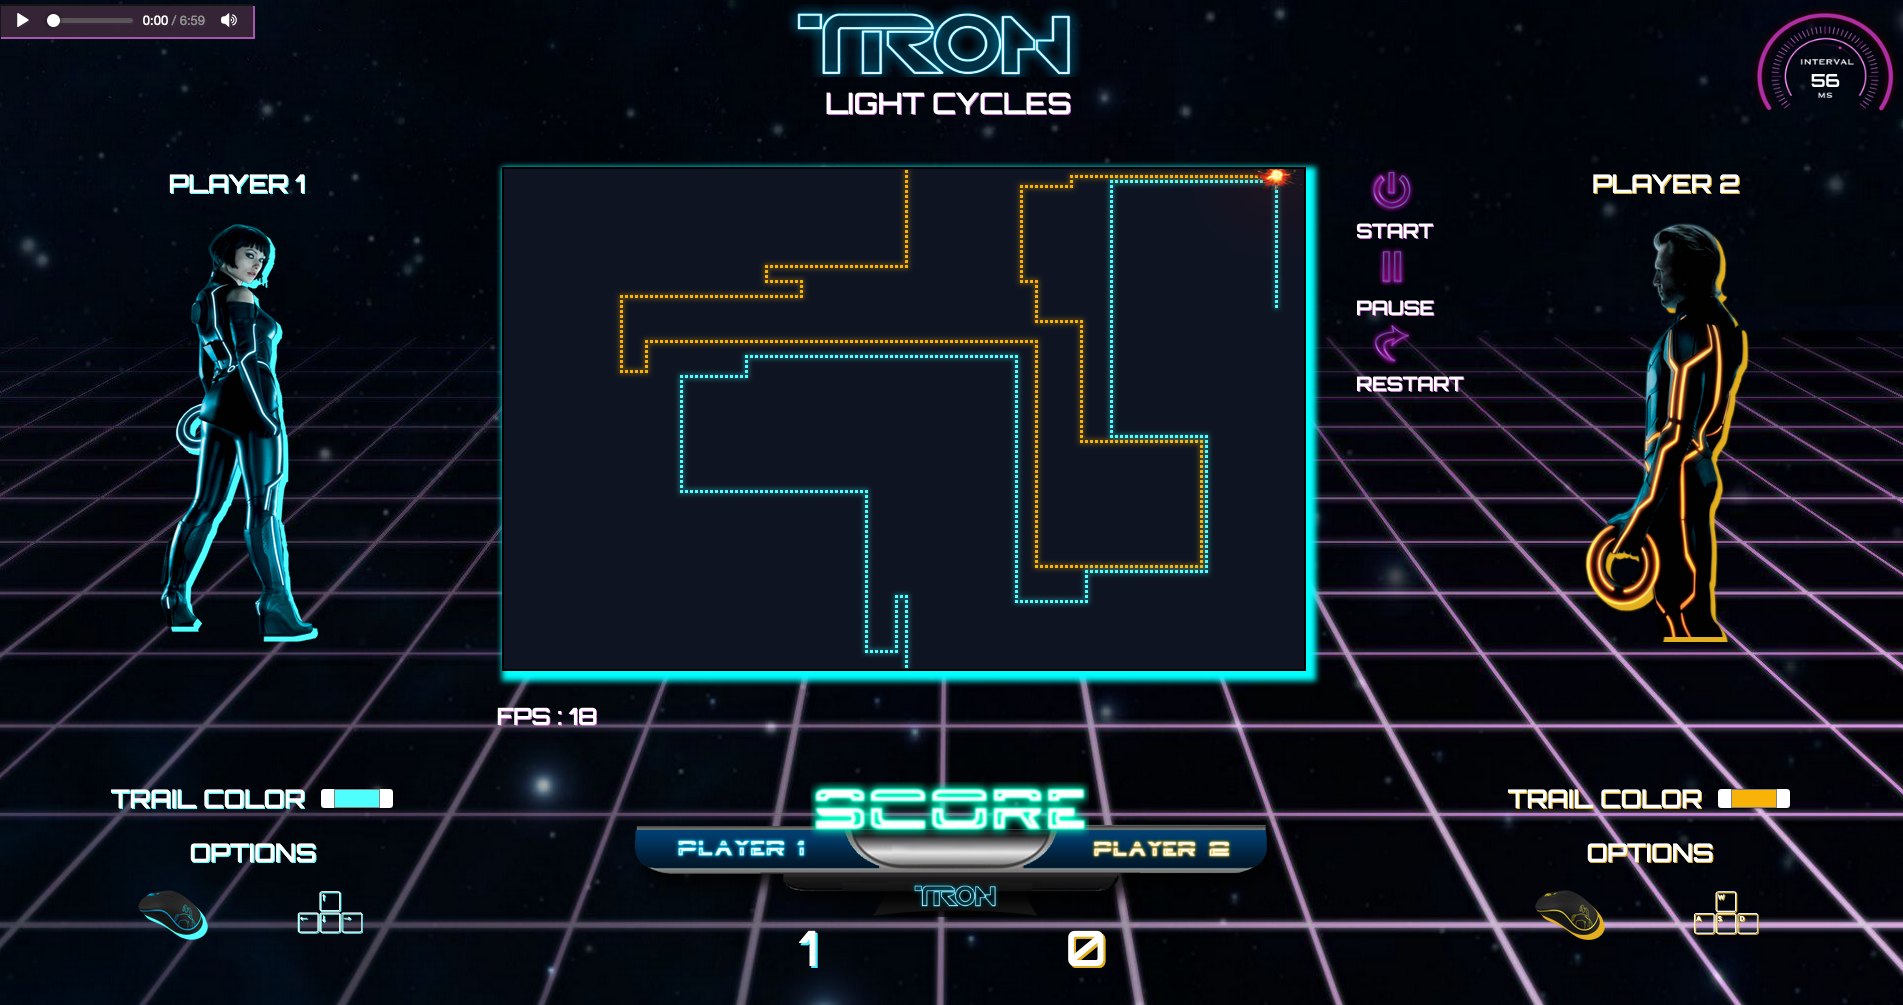 0:00 / 6:59
TRON
LIGHT CYCLES
INTERVAL
56
MS
PLAYER 1
PLAYER 2
START
PAUSE
RESTART
FPS : 18
TRAIL COLOR
OPTIONS
SCORE
PLAYER 1
PLAYER 2
TRON
1
0
TRAIL COLOR
OPTIONS
W
A S D